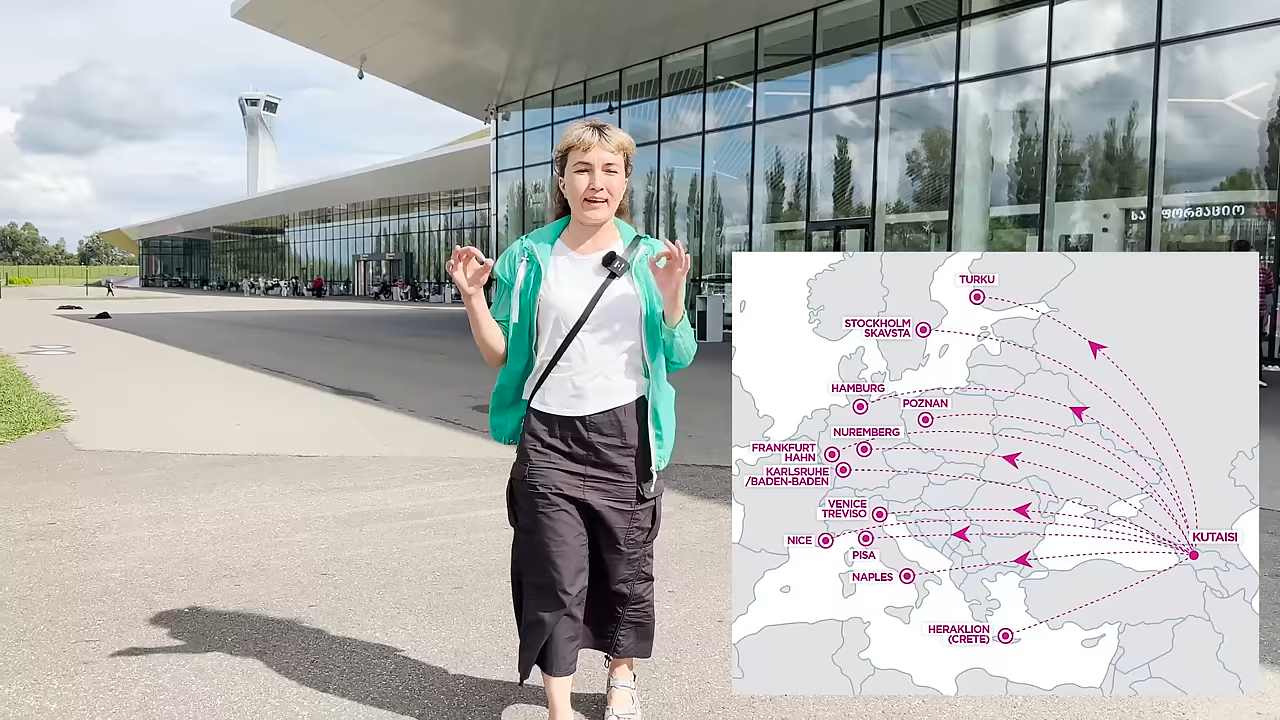 საინფორმაციო
TURKU
STOCKHOLM
SKAVSTA
HAMBURG
POZNAN
NUREMBERG
FRANKFURT
HAHN
KARLSRUHE
/BADEN-BADEN
VENICE
TREVISO
NICE
PISA
NAPLES
KUTAISI
HERAKLION
(CRETE)